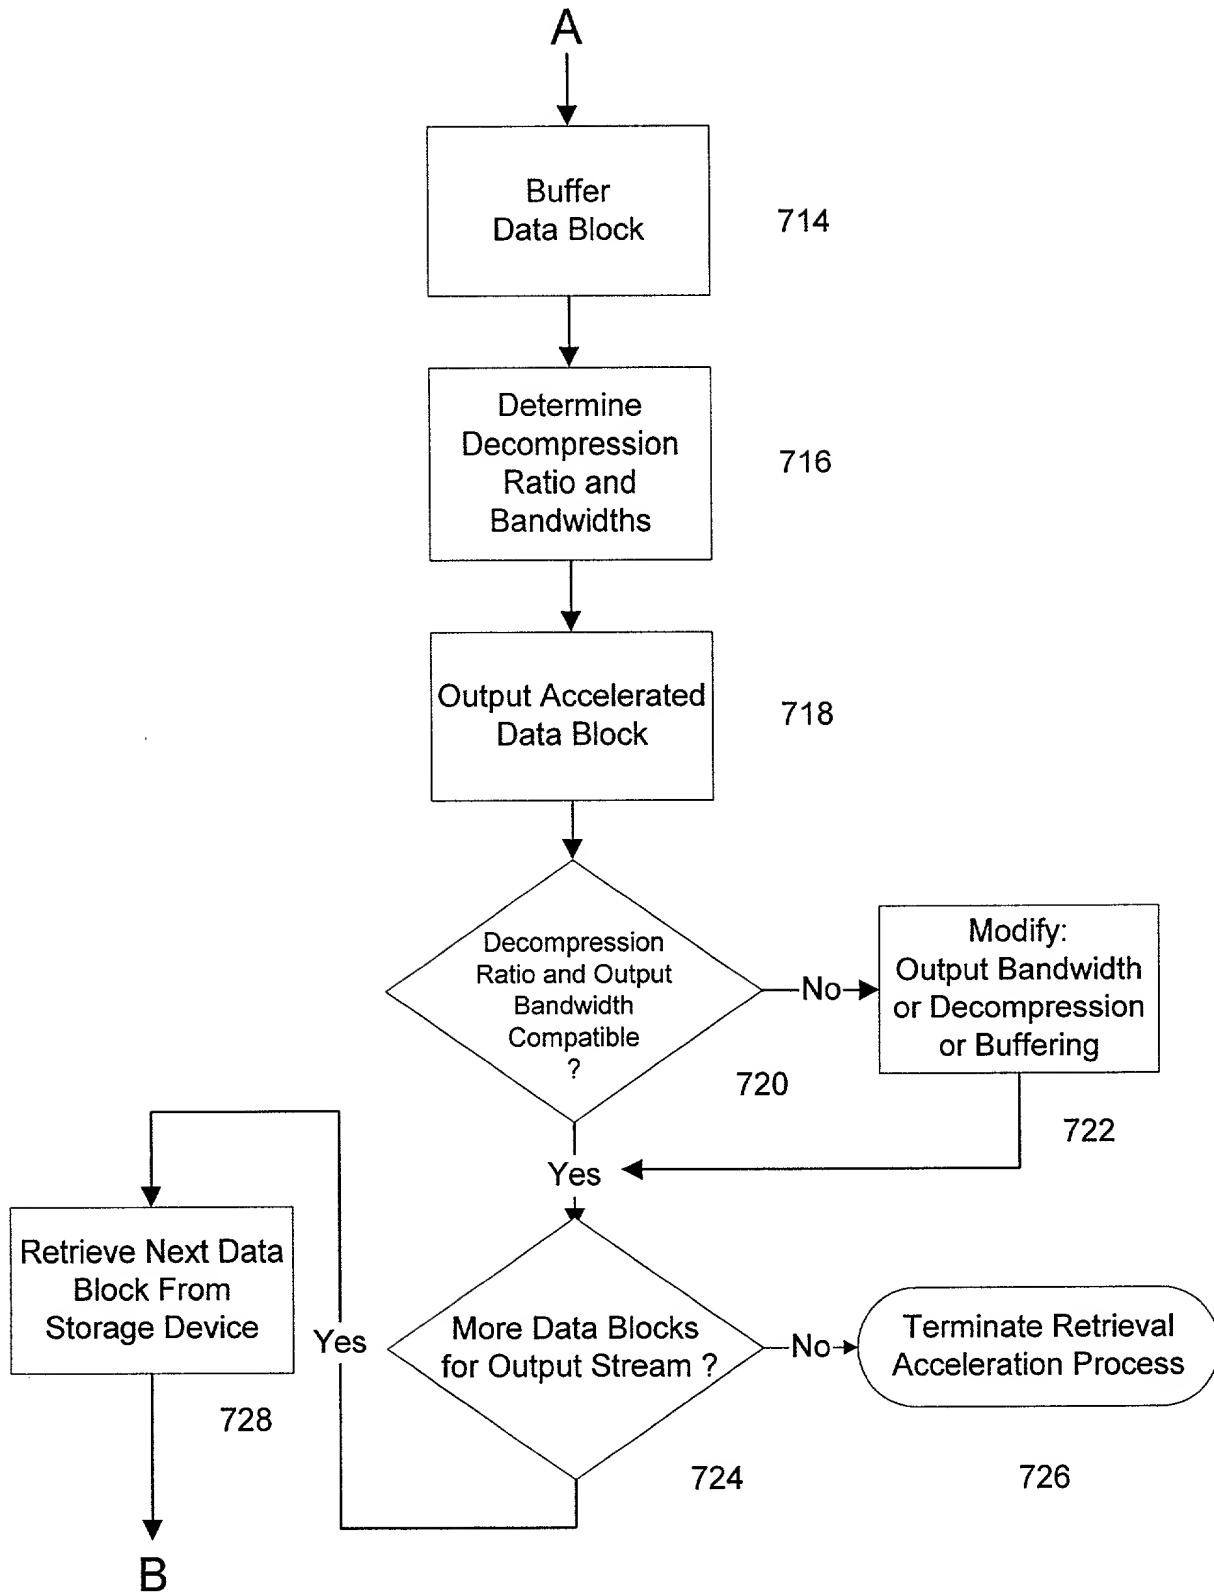 A
Buffer
Data Block
714
Determine
Decompression
Ratio and
Bandwidths
716
Output Accelerated
Data Block
718
Decompression
Ratio and Output
Bandwidth
Compatible
?
720
No
Modify:
Output Bandwidth
or Decompression
or Buffering
722
Yes
More Data Blocks
for Output Stream ?
724
No
Terminate Retrieval
Acceleration Process
726
Yes
Retrieve Next Data
Block From
Storage Device
728
B